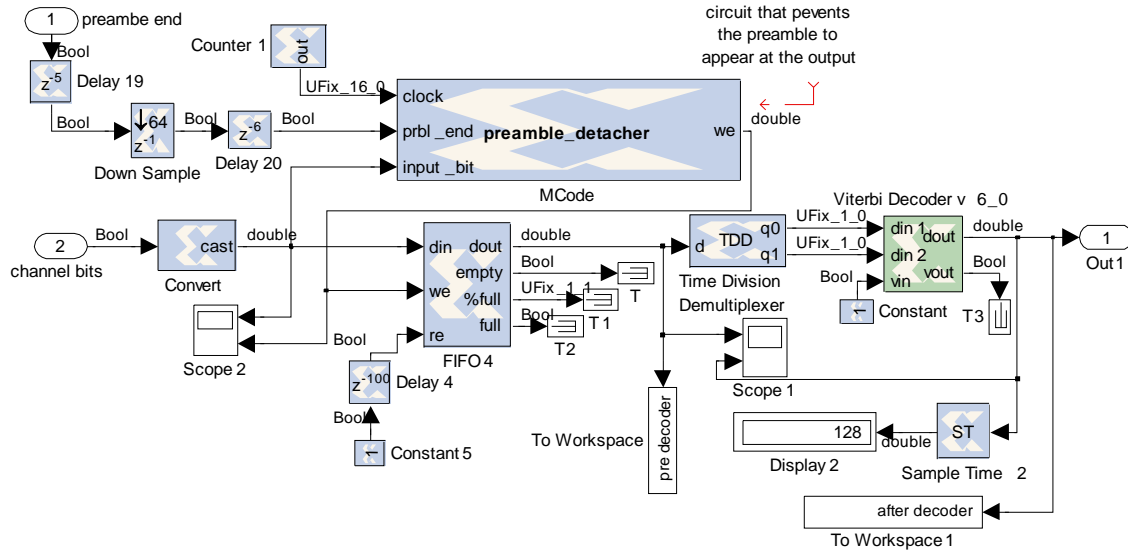 1
preambe end
Bool
z-5
Delay 19
Bool
64
z-1
Down Sample
Bool
z-6
Delay 20
Bool
Counter 1
out
UFix_16_0
clock
prbl _end
input _bit
preamble_detacher
we
MCode
double
circuit that pevents
the preamble to
appear at the output
2
channel bits
Bool
cast
Convert
double
Scope 2
din
we
re
dout
empty
%full
full
FIFO 4
double
Bool
UFix_1_1
Bool
T
T1
T2
Bool
z-100
Delay 4
Bool
1
Constant 5
d
TDD
q0
q1
Time Division
Demultiplexer
UFix_1_0
UFix_1_0
Viterbi Decoder v 6_0
din 1
din 2
vin
dout
vout
double
Bool
Bool
1
Constant
T3
1
Out1
Scope 1
To Workspace
pre decoder
128
Display 2
double
ST
Sample Time 2
after decoder
To Workspace 1